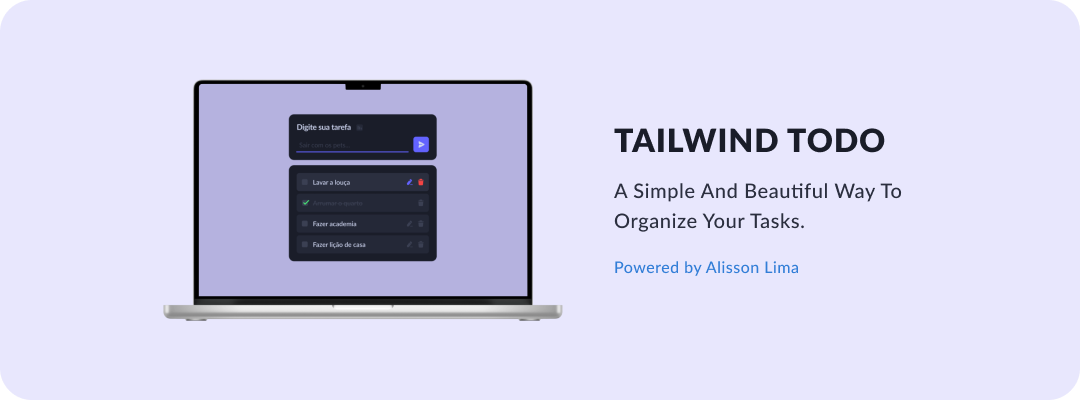 Digite sua tarefa
Lavar a louça
Fazer academia
Fazer lição de casa
TAILWIND TODO
A Simple And Beautiful Way To
Organize Your Tasks.
Powered by Alisson Lima